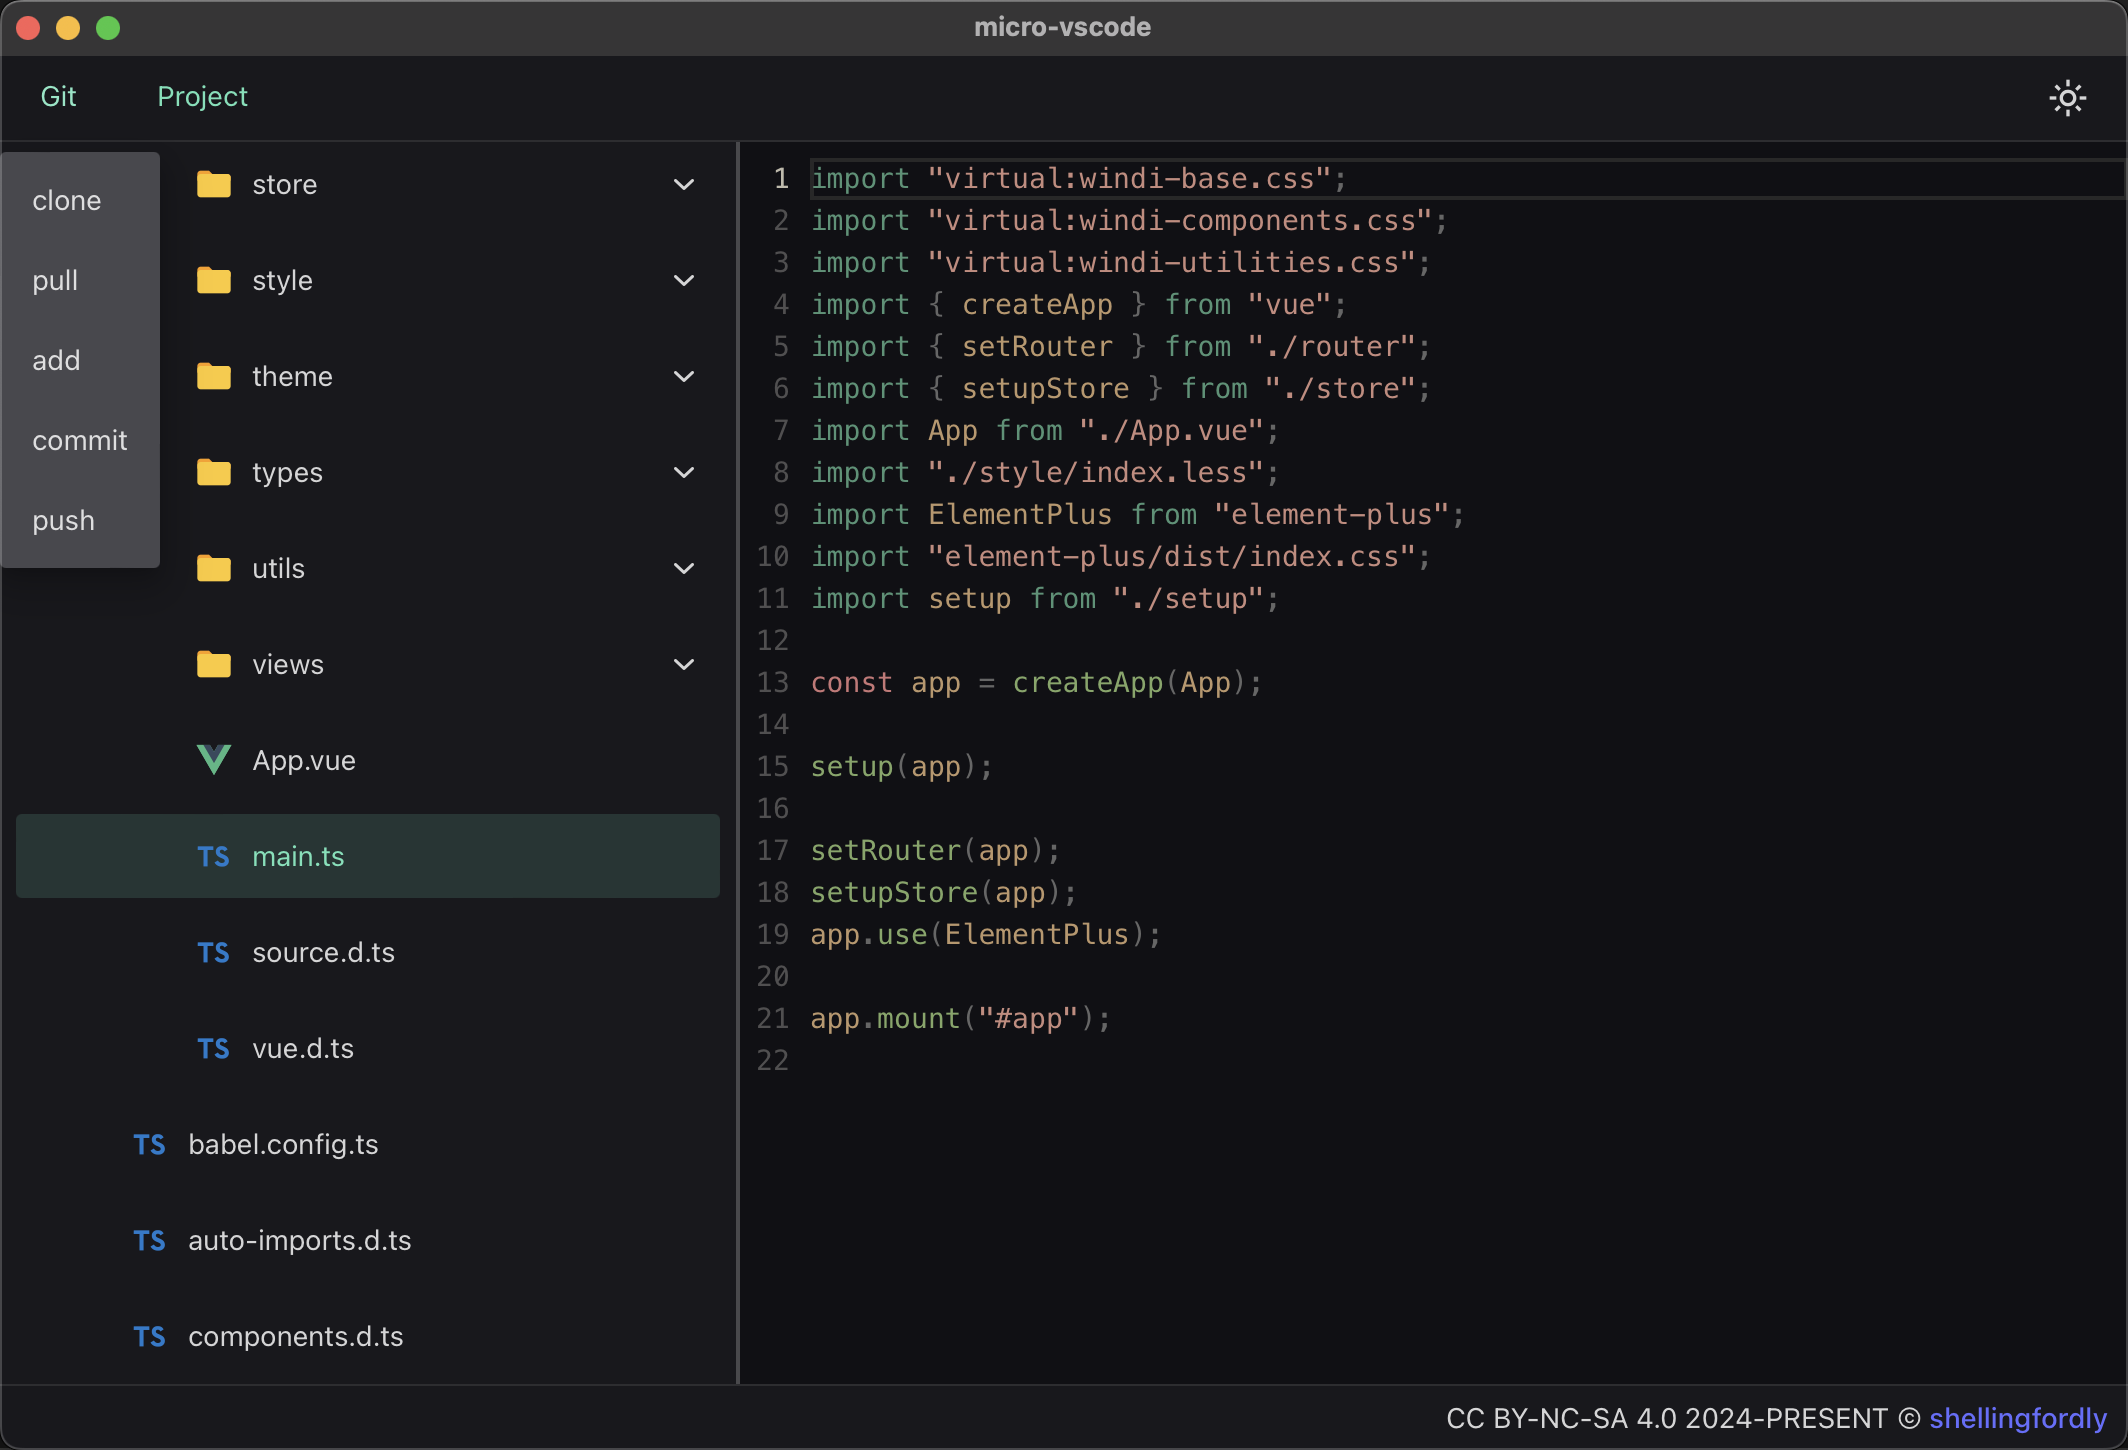 micro-vscode
Git
Project
clone
pull
add
commit
push
store
style
theme
types
utils
views
App.vue
TS main.ts
TS source.d.ts
TS vue.d.ts
TS babel.config.ts
TS auto-imports.d.ts
TS components.d.ts
1 import "virtual:windi-base.css";
2 import "virtual:windi-components.css";
3 import "virtual:windi-utilities.css";
4 import { createApp } from "vue";
5 import { setRouter } from "./router";
6 import { setupStore } from "./store";
7 import App from "./App.vue";
8 import "./style/index.less";
9 import ElementPlus from "element-plus";
10 import "element-plus/dist/index.css";
11 import setup from "./setup";
12
13 const app = createApp(App);
14
15 setup(app);
16
17 setRouter(app);
18 setupStore(app);
19 app.use(ElementPlus);
20
21 app.mount("#app");
22
CC BY-NC-SA 4.0 2024-PRESENT © shellingfordly